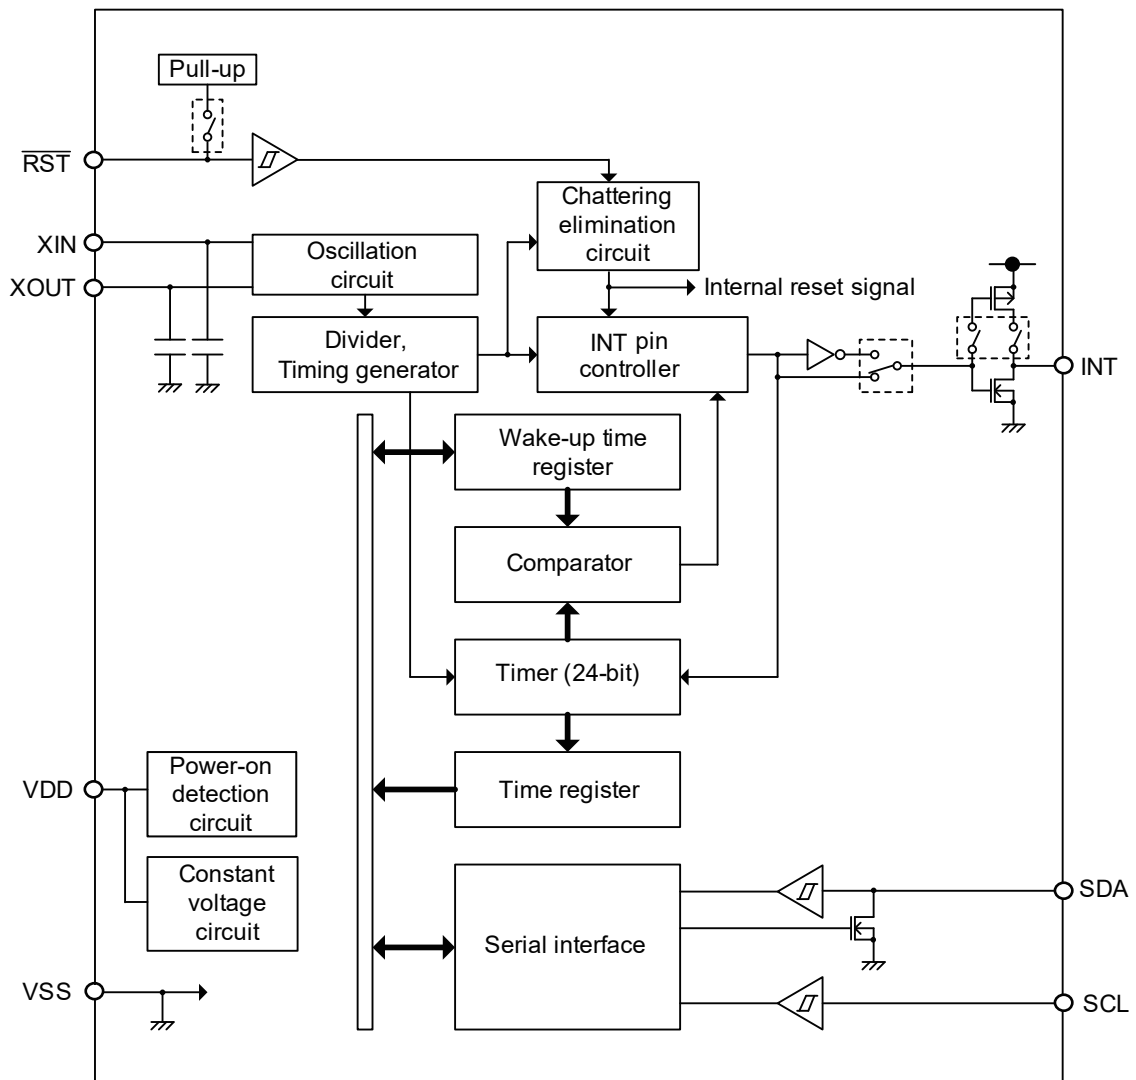 Pull-up
RST
Chattering
elimination
circuit
XIN
Oscillation
circuit
XOUT
Internal reset signal
Divider,
Timing generator
INT pin
controller
INT
Wake-up time
register
Comparator
Timer (24-bit)
VDD
Power-on
detection
circuit
Time register
Constant
voltage
circuit
SDA
Serial interface
VSS
SCL